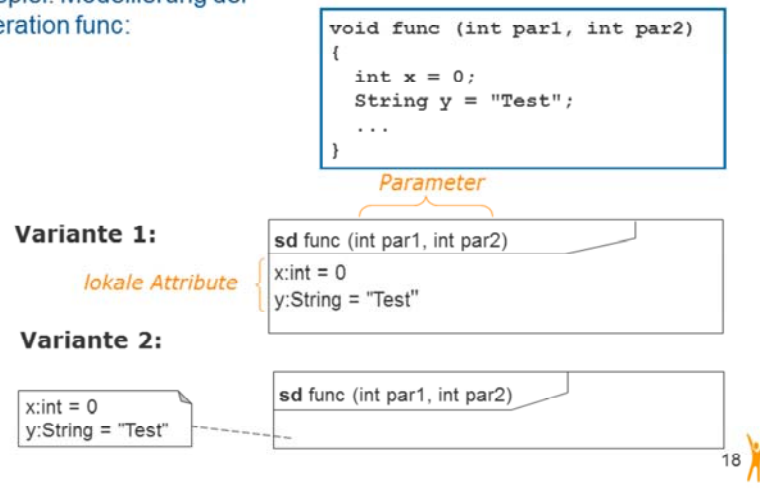 eration func:
void func (int par1, int par2)
{
int x = 0;
String y = "Test";
...
}
Parameter
Variante 1:
sd func (int par1, int par2)
lokale Attribute
x:int = 0
y:String = "Test"
Variante 2:
sd func (int par1, int par2)
x:int = 0
y:String = "Test"
18